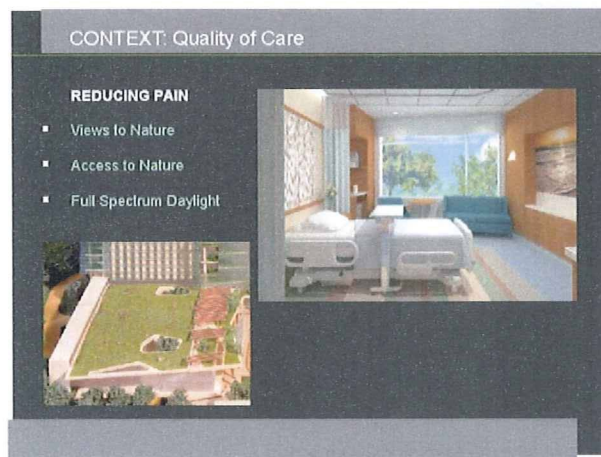 CONTEXT: Quality of Care
REDUCING PAIN
▪ Views to Nature
▪ Access to Nature
▪ Full Spectrum Daylight